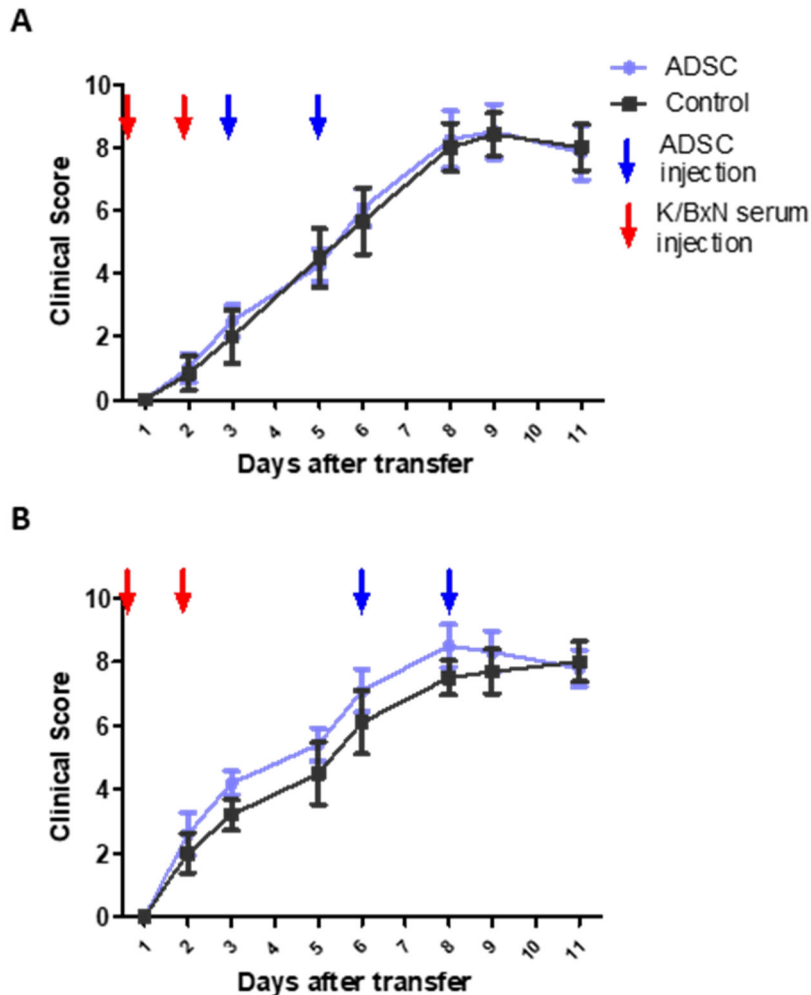 A
ADSC
Control
ADSC
injection
K/BxN serum
injection
10
8
6
4
2
0
Clinical Score
1 2 3 4 5 6 7 8 9 10 11
Days after transfer
B
10
8
6
4
2
0
Clinical Score
1 2 3 4 5 6 7 8 9 10 11
Days after transfer